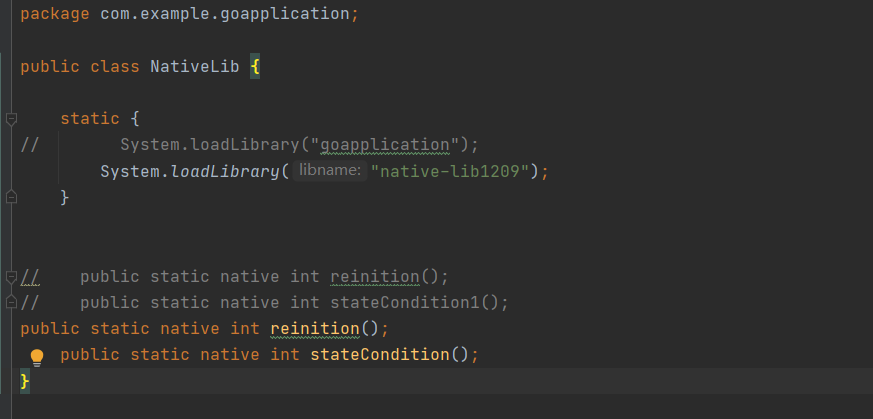 package com.example.goapplication;
public class NativeLib {
static {
//        System.loadLibrary("goapplication");
System.loadLibrary( libname: "native-lib1209");
}
//    public static native int reinition();
//    public static native int stateCondition1();
public static native int reinition();
public static native int stateCondition();
}